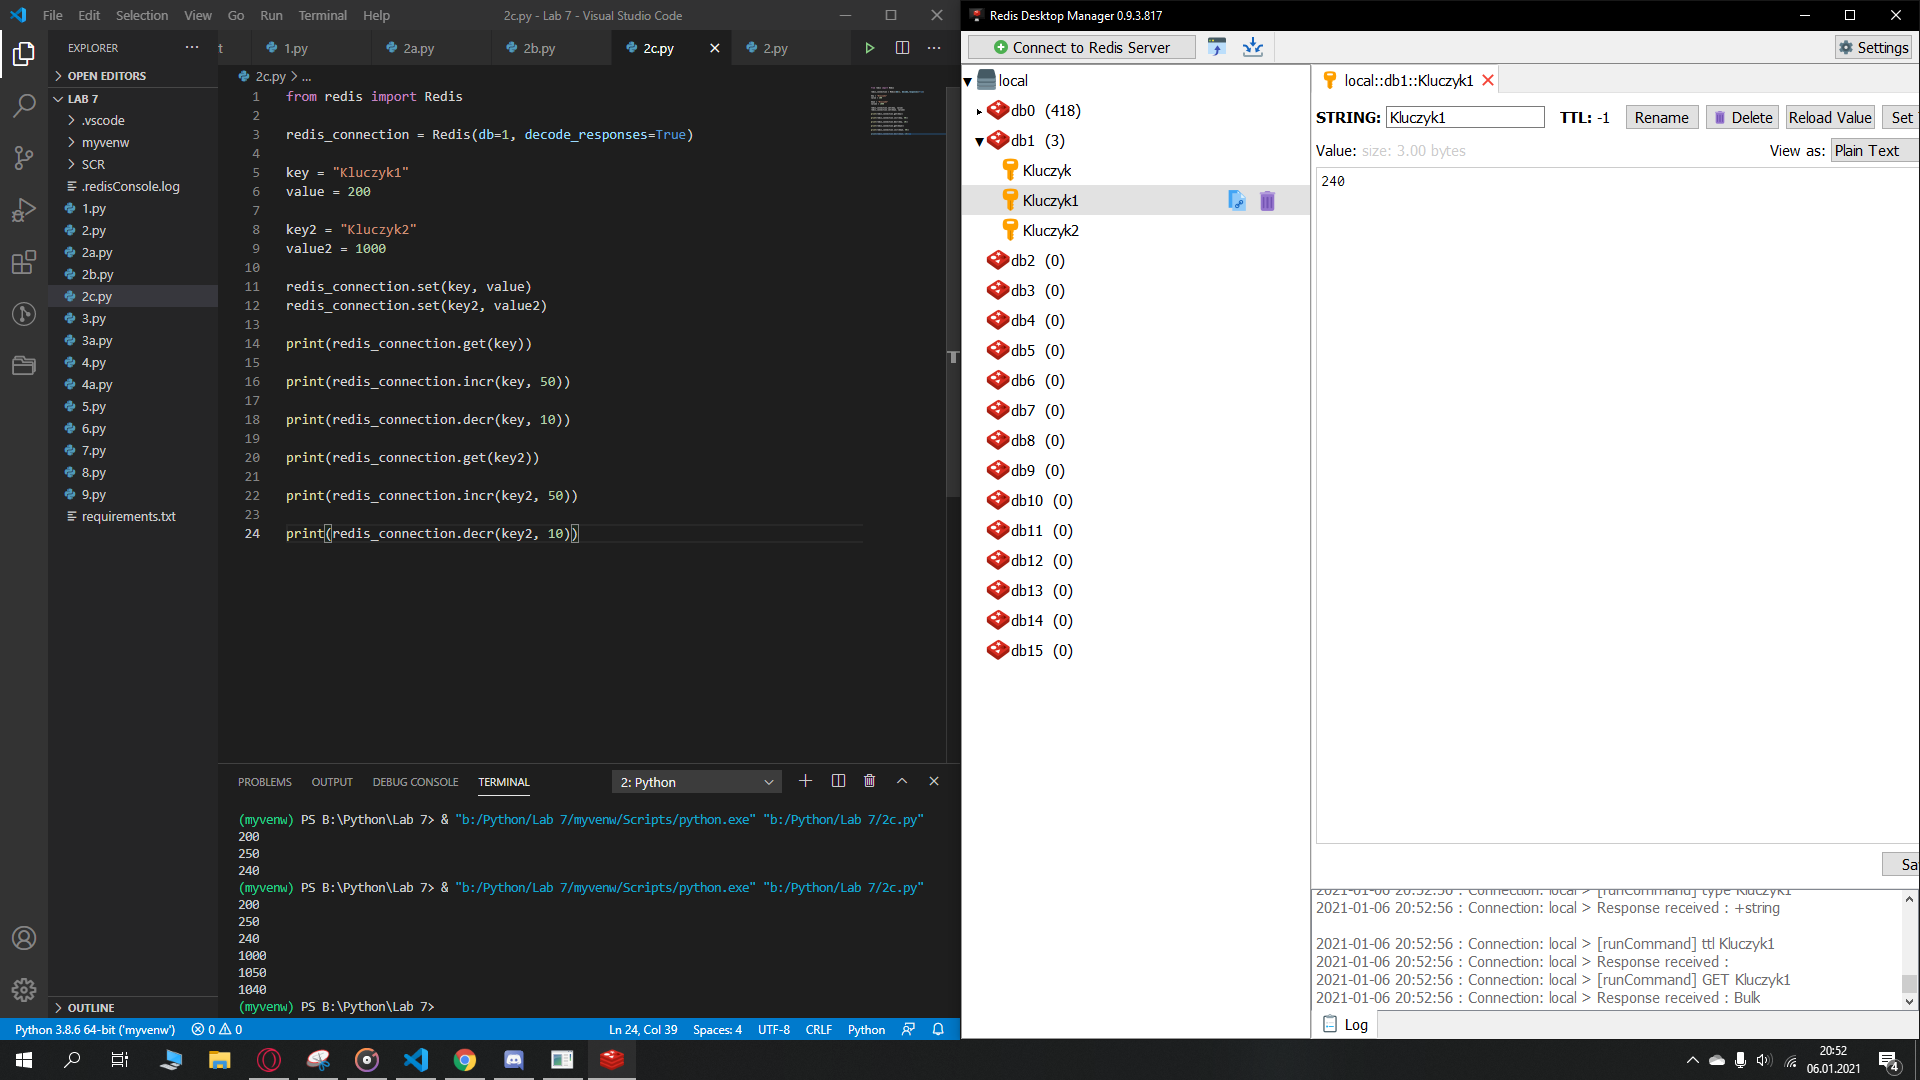 File Edit Selection View Go Run Terminal Help
2c.py - Lab 7 - Visual Studio Code
EXPLORER
OPEN EDITORS
LAB 7
.vscode
myvenw
SCR
.redisConsole.log
1.py
2.py
2a.py
2b.py
2c.py
3.py
3a.py
4.py
4a.py
5.py
6.py
7.py
8.py
9.py
requirements.txt
OUTLINE
t 1.py 2a.py 2b.py 2c.py 2.py
2c.py > ...
1 from redis import Redis
2
3 redis_connection = Redis(db=1, decode_responses=True)
4
5 key = "Kluczyk1"
6 value = 200
7
8 key2 = "Kluczyk2"
9 value2 = 1000
10
11 redis_connection.set(key, value)
12 redis_connection.set(key2, value2)
13
14 print(redis_connection.get(key))
15
16 print(redis_connection.incr(key, 50))
17
18 print(redis_connection.decr(key, 10))
19
20 print(redis_connection.get(key2))
21
22 print(redis_connection.incr(key2, 50))
23
24 print(redis_connection.decr(key2, 10))
PROBLEMS OUTPUT DEBUG CONSOLE TERMINAL
2: Python
(myvenw) PS B:\Python\Lab 7> & "b:/Python/Lab 7/myvenw/Scripts/python.exe" "b:/Python/Lab 7/2c.py"
200
250
240
(myvenw) PS B:\Python\Lab 7> & "b:/Python/Lab 7/myvenw/Scripts/python.exe" "b:/Python/Lab 7/2c.py"
200
250
240
1000
1050
1040
(myvenw) PS B:\Python\Lab 7>
Python 3.8.6 64-bit ('myvenw') 0 0 Ln 24, Col 39 Spaces: 4 UTF-8 CRLF Python
Redis Desktop Manager 0.9.3.817
Connect to Redis Server
Settings
local
db0 (418)
db1 (3)
Kluczyk
Kluczyk1
Kluczyk2
db2 (0)
db3 (0)
db4 (0)
db5 (0)
db6 (0)
db7 (0)
db8 (0)
db9 (0)
db10 (0)
db11 (0)
db12 (0)
db13 (0)
db14 (0)
db15 (0)
local::db1::Kluczyk1
STRING: Kluczyk1 TTL: -1 Rename Delete Reload Value Set
Value: size: 3.00 bytes View as: Plain Text
240
Sa
2021-01-06 20:52:56 : Connection: local > [runCommand] type Kluczyk1
2021-01-06 20:52:56 : Connection: local > Response received : +string
2021-01-06 20:52:56 : Connection: local > [runCommand] ttl Kluczyk1
2021-01-06 20:52:56 : Connection: local > Response received :
2021-01-06 20:52:56 : Connection: local > [runCommand] GET Kluczyk1
2021-01-06 20:52:56 : Connection: local > Response received : Bulk
Log
20:52
06.01.2021
4